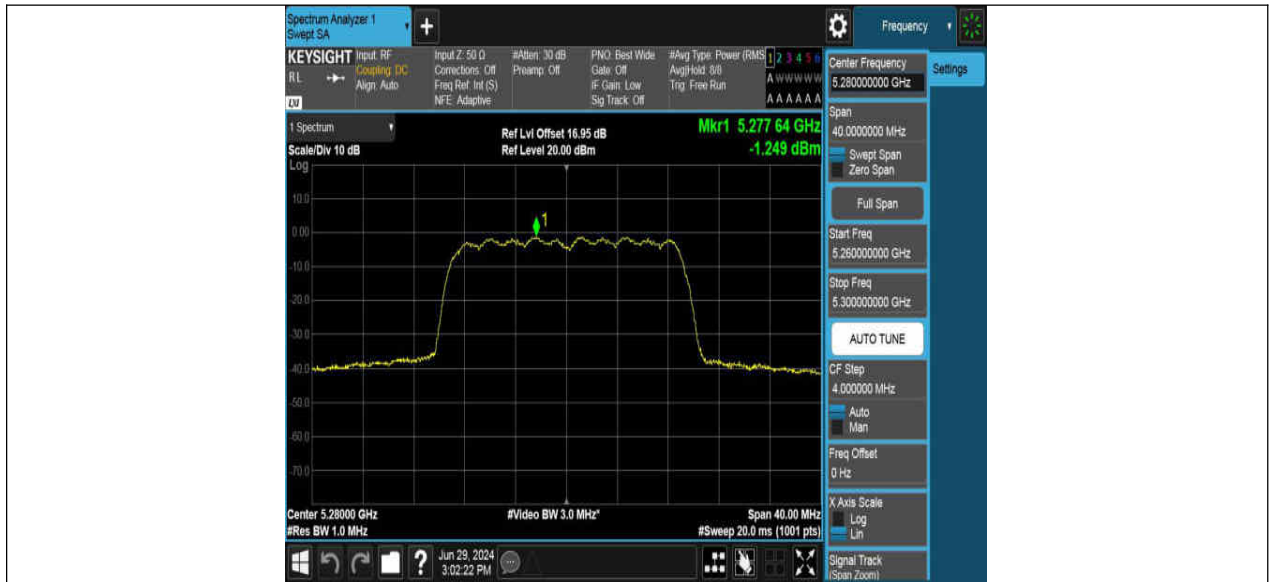 Spectrum Analyzer 1
Swept SA
+
Frequency
KEYSIGHT
RL
LXI
Input: RF
Coupling: DC
Align: Auto
Input Z: 50 Ω
Corrections: Off
Freq Ref: Int (S)
NFE: Adaptive
#Atten: 30 dB
Preamp: Off
PNO: Best Wide
Gate: Off
IF Gain: Low
Sig Track: Off
#Avg Type: Power (RMS
Avg|Hold: 8/8
Trig: Free Run
1 2 3 4 5 6
A W W W W W
A A A A A A
1 Spectrum
Scale/Div 10 dB
Log
Ref Lvl Offset 16.95 dB
Ref Level 20.00 dBm
Mkr1 5.277 64 GHz
-1.249 dBm
10.0
0.00
-10.0
-20.0
-30.0
-40.0
-50.0
-60.0
-70.0
1
Center 5.28000 GHz
#Res BW 1.0 MHz
#Video BW 3.0 MHz*
Span 40.00 MHz
#Sweep 20.0 ms (1001 pts)
?
Jun 29, 2024
3:02:22 PM
Center Frequency
5.280000000 GHz
Settings
Span
40.0000000 MHz
Swept Span
Zero Span
Full Span
Start Freq
5.260000000 GHz
Stop Freq
5.300000000 GHz
AUTO TUNE
CF Step
4.000000 MHz
Auto
Man
Freq Offset
0 Hz
X Axis Scale
Log
Lin
Signal Track
(Span Zoom)